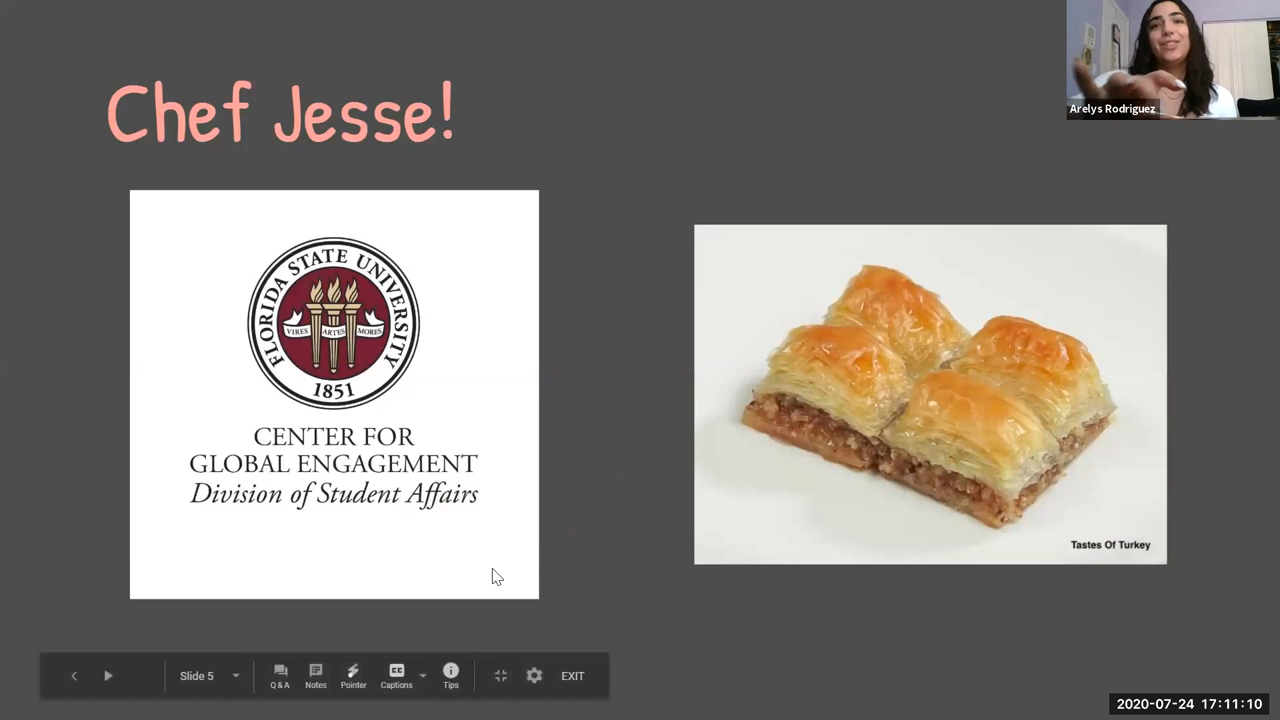 Chef Jesse!
Arelys Rodriguez
FLORIDA STATE UNIVERSITY
VIRES ARTES MORES
1851
CENTER FOR
GLOBAL ENGAGEMENT
Division of Student Affairs
Tastes Of Turkey
Slide 5
Q & A
Notes
Pointer
Captions
Tips
EXIT
2020-07-24 17:11:10